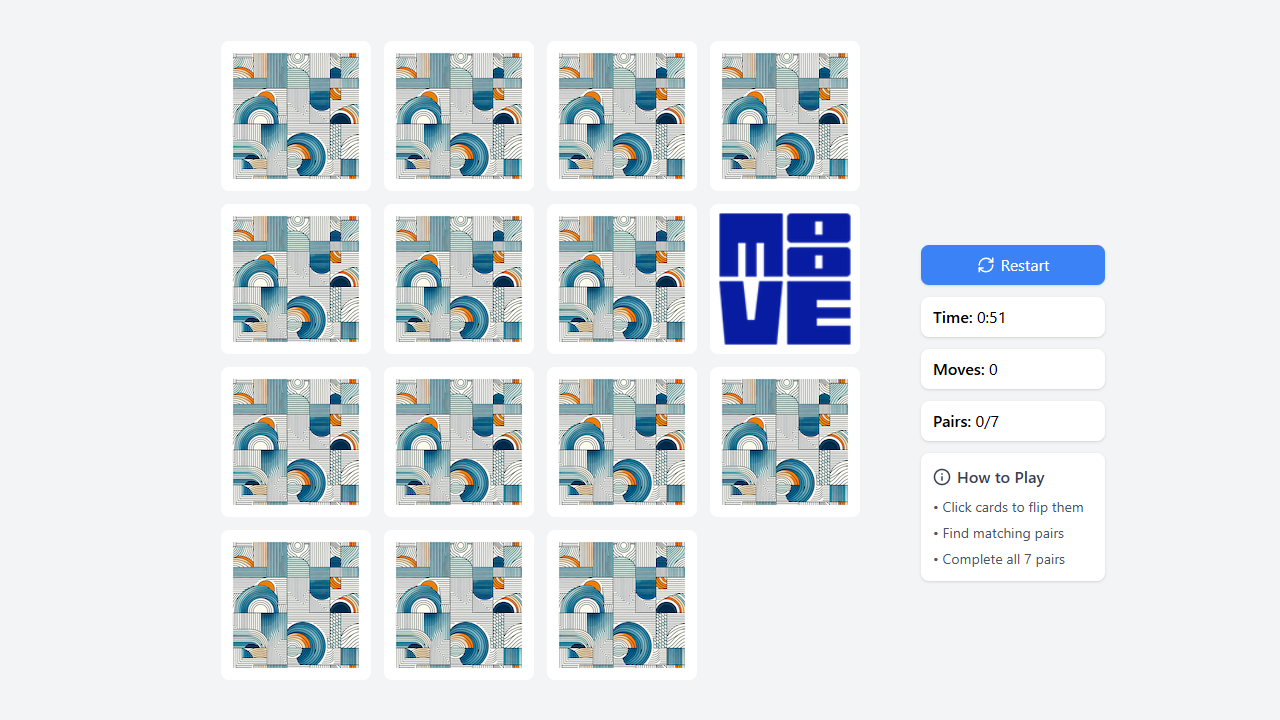 MOOVE
Restart
Time: 0:51
Moves: 0
Pairs: 0/7
How to Play
• Click cards to flip them
• Find matching pairs
• Complete all 7 pairs